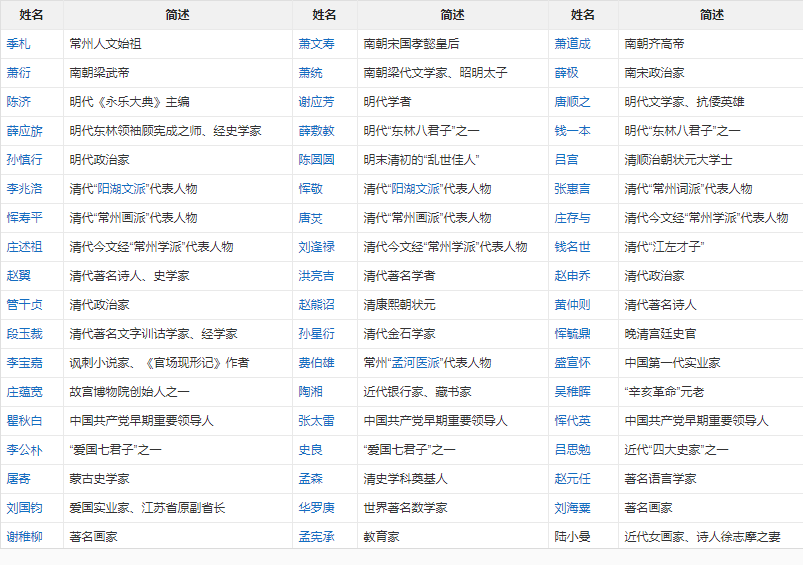 姓名 简述 姓名 简述 姓名 简述
季札 常州人文始祖 萧文寿 南朝宋国孝懿皇后 萧道成 南朝齐高帝
萧衍 南朝梁武帝 萧统 南朝梁代文学家、昭明太子 薛极 南宋政治家
陈济 明代《永乐大典》主编 谢应芳 明代学者 唐顺之 明代文学家、抗倭英雄
薛应旂 明代东林领袖顾宪成之师、经史学家 薛敷教 明代“东林八君子”之一 钱一本 明代“东林八君子”之一
孙慎行 明代政治家 陈圆圆 明末清初的“乱世佳人” 吕宫 清顺治朝状元大学士
李兆洛 清代“阳湖文派”代表人物 恽敬 清代“阳湖文派”代表人物 张惠言 清代“常州词派”代表人物
恽寿平 清代“常州画派”代表人物 唐苂 清代“常州画派”代表人物 庄存与 清代今文经“常州学派”代表人物
庄述祖 清代今文经“常州学派”代表人物 刘逢禄 清代今文经“常州学派”代表人物 钱名世 清代“江左才子”
赵翼 清代著名诗人、史学家 洪亮吉 清代著名学者 赵申乔 清代政治家
管干贞 清代政治家 赵熊诏 清康熙朝状元 黄仲则 清代著名诗人
段玉裁 清代著名文字训诂学家、经学家 孙星衍 清代金石学家 恽毓鼎 晚清宫廷史官
李宝嘉 讽刺小说家、《官场现形记》作者 费伯雄 常州“孟河医派”代表人物 盛宣怀 中国第一代实业家
庄蕴宽 故宫博物院创始人之一 陶湘 近代银行家、藏书家 吴稚晖 “辛亥革命”元老
瞿秋白 中国共产党早期重要领导人 张太雷 中国共产党早期重要领导人 恽代英 中国共产党早期重要领导人
李公朴 “爱国七君子”之一 史良 “爱国七君子”之一 吕思勉 近代“四大史家”之一
屠寄 蒙古史学家 孟森 清史学科奠基人 赵元任 著名语言学家
刘国钧 爱国实业家、江苏省原副省长 华罗庚 世界著名数学家 刘海粟 著名画家
谢稚柳 著名画家 孟宪承 教育家 陆小曼 近代女画家、诗人徐志摩之妻